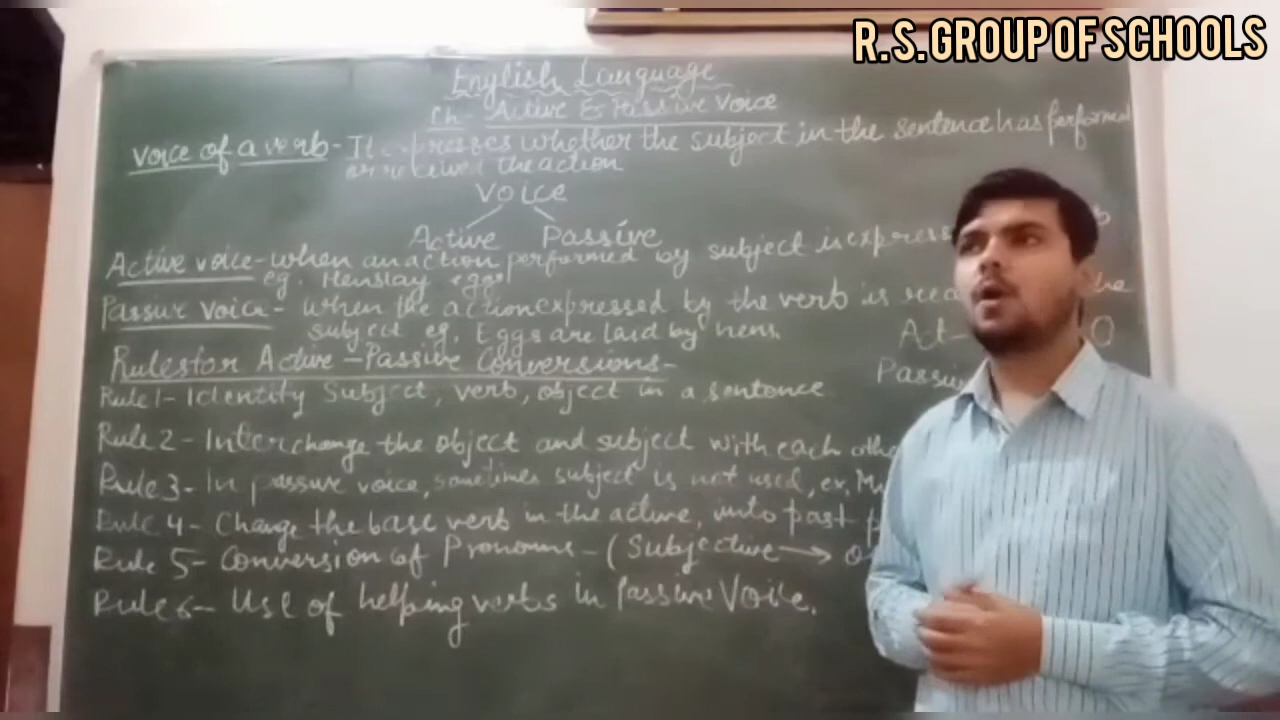 R.S. GROUP OF SCHOOLS
English Language
Ch- Active & Passive Voice
Voice of a verb- It expresses whether the subject in the sentence has performed
or received the action
Voice
Active Passive
Active voice- when an action performed by subject is express
eg. Hens lay eggs
Passive voice- When the action expressed by the verb is the
subject eg. Eggs are laid by hens.
Act- O
Rules for Active-Passive Conversions-
Passiv
Rule 1- Identify Subject, verb, object in a sentence
Rule 2- Interchange the object and subject with each othe
Rule 3- In passive voice, sometimes subject is not used, ex. M
Rule 4- Change the base verb in the active, into past p
Rule 5- Conversion of Pronouns- (Subjective → O
Rule 6- Use of helping verbs in Passive Voice.